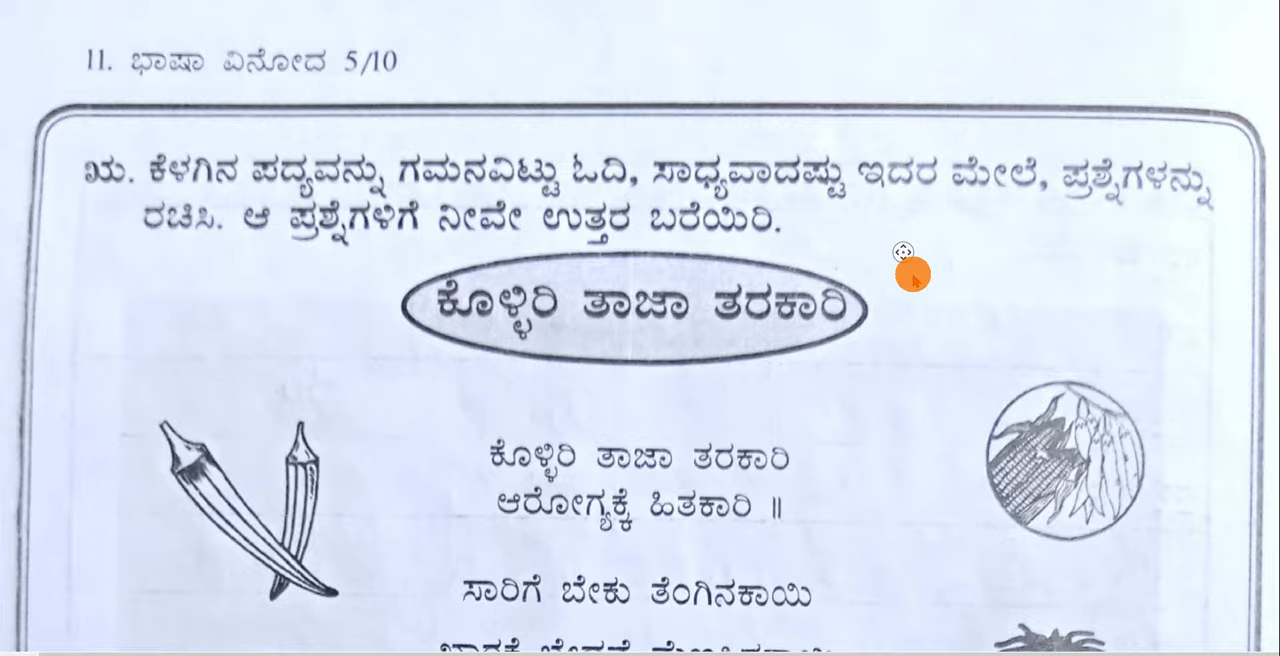 11. ಭಾಷಾ ವಿನೋದ 5/10
ಋ. ಕೆಳಗಿನ ಪದ್ಯವನ್ನು ಗಮನವಿಟ್ಟು ಓದಿ, ಸಾಧ್ಯವಾದಷ್ಟು ಇದರ ಮೇಲೆ, ಪ್ರಶ್ನೆಗಳನ್ನು
ರಚಿಸಿ. ಆ ಪ್ರಶ್ನೆಗಳಿಗೆ ನೀವೇ ಉತ್ತರ ಬರೆಯಿರಿ.
ಕೊಳ್ಳಿರಿ ತಾಜಾ ತರಕಾರಿ
ಕೊಳ್ಳಿರಿ ತಾಜಾ ತರಕಾರಿ
ಆರೋಗ್ಯಕ್ಕೆ ಹಿತಕಾರಿ ॥
ಸಾರಿಗೆ ಬೇಕು ತೆಂಗಿನಕಾಯಿ